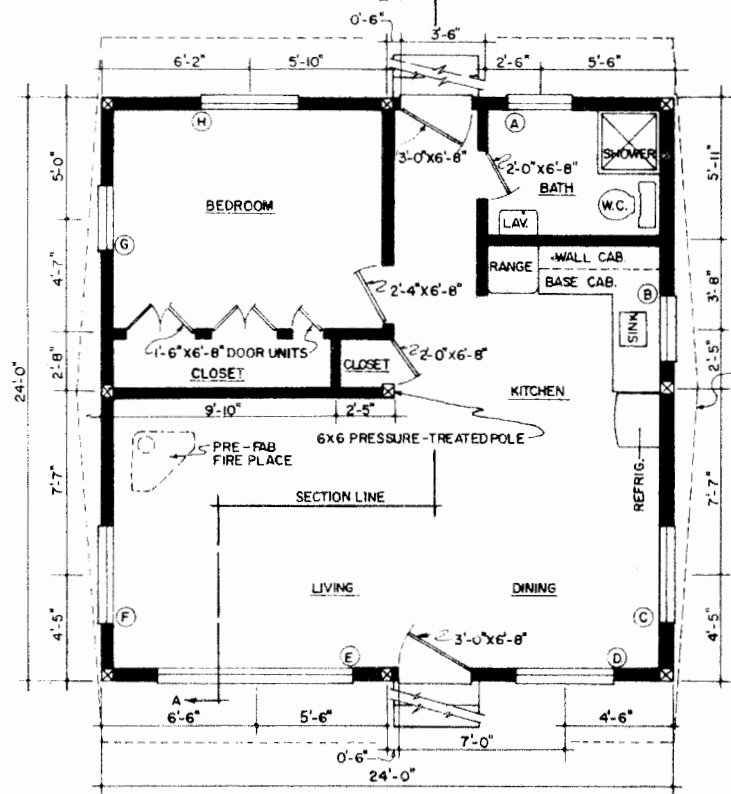 0'-6"
3'-6"
6'-2"
5'-10"
2'-6"
5'-6"
H
A
5'-0"
3'-0"X6'-8"
SHOWER
5'-11"
2'-0"X6'-8"
BATH
BEDROOM
W.C.
LAV.
G
WALL CAB.
RANGE
4'-7"
BASE CAB.
3'-8"
2'-4"X6'-8"
B
SINK
24'-0"
1'-6"X6'-8" DOOR UNITS
2'-0"X6'-8"
2'-8"
CLOSET
CLOSET
2'-5"
KITCHEN
9'-10"
2'-5"
6X6 PRESSURE-TREATED POLE
PRE-FAB
FIRE PLACE
REFRIG.
7'-7"
7'-7"
SECTION LINE
LIVING
DINING
F
C
4'-5"
3'-0"X6'-8"
4'-5"
E
D
A
6'-6"
5'-6"
4'-6"
7'-0"
0'-6"
24'-0"